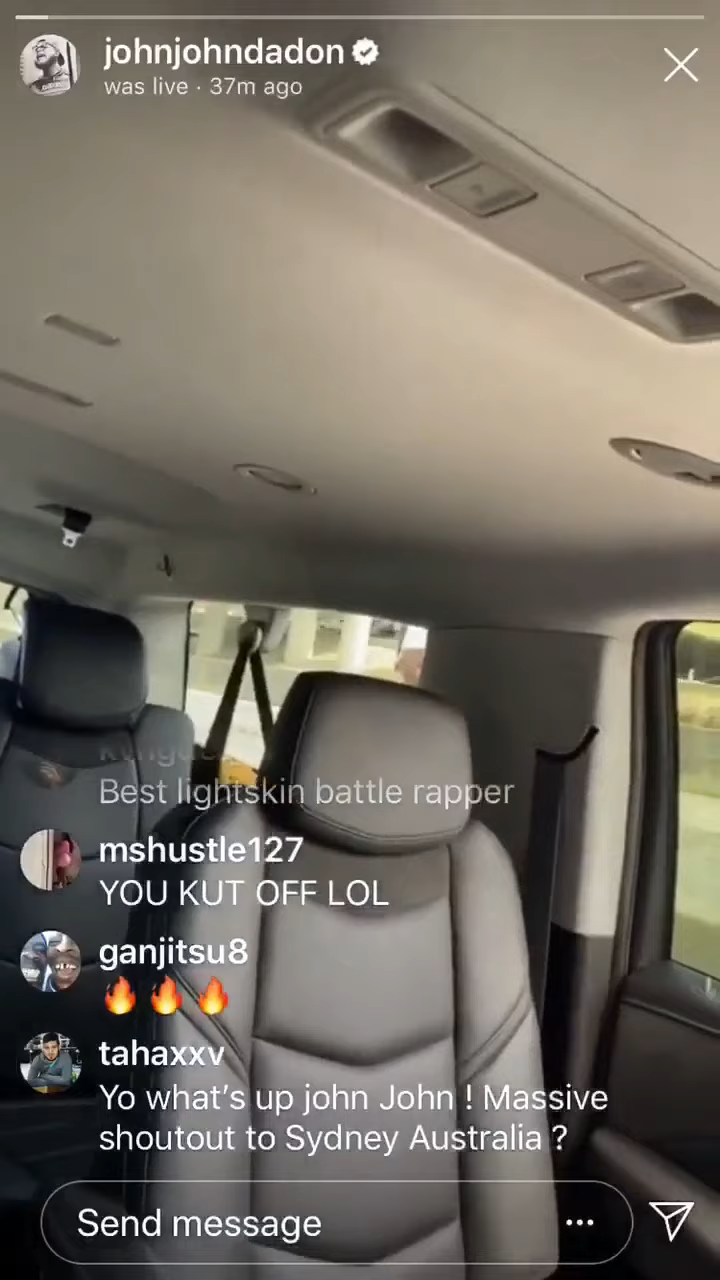 johnjohndadon
was live · 37m ago
Best lightskin battle rapper
mshustle127
YOU KUT OFF LOL
ganjitsu8
🔥 🔥 🔥
tahaxxv
Yo what’s up john John ! Massive
shoutout to Sydney Australia ?
Send message